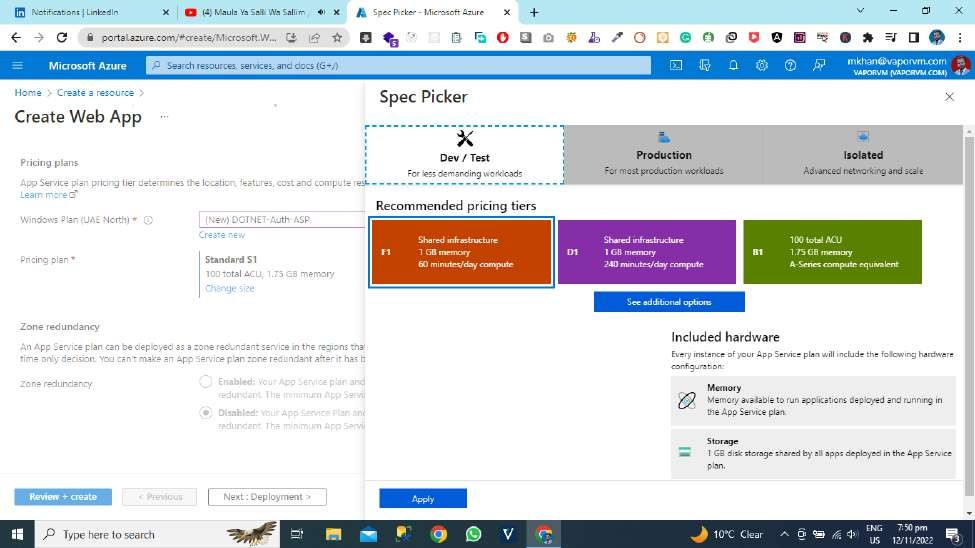 Notifications | LinkedIn
(4) Maula Ya Salli Wa Sallim
Spec Picker - Microsoft Azure
portal.azure.com/#create/Microsoft.W...
Microsoft Azure
Search resources, services, and docs (G+/)
mkhan@vaporvm.com
VAPORVM (VAPORVM.COM)
Home > Create a resource >
Create Web App ...
Pricing plans
App Service plan pricing tier determines the location, features, cost and compute res
Learn more
Windows Plan (UAE North) *
(New) DOTNET-Auth-ASP
Create new
Pricing plan *
Standard S1
100 total ACU, 1.75 GB memory
Change size
Zone redundancy
An App Service plan can be deployed as a zone redundant service in the regions tha
time only decision. You can't make an App Service plan zone redundant after it has b
Zone redundancy
Enabled: Your App Service plan and
redundant. The minimum App Servi
Disabled: Your App Service Plan and
redundant. The minimum App Servi
Review + create
< Previous
Next : Deployment >
Spec Picker
Dev / Test
For less demanding workloads
Production
For most production workloads
Isolated
Advanced networking and scale
Recommended pricing tiers
F1
Shared infrastructure
1 GB memory
60 minutes/day compute
D1
Shared infrastructure
1 GB memory
240 minutes/day compute
B1
100 total ACU
1.75 GB memory
A-Series compute equivalent
See additional options
Included hardware
Every instance of your App Service plan will include the following hardware
configuration:
Memory
Memory available to run applications deployed and running in
the App Service plan.
Storage
1 GB disk storage shared by all apps deployed in the App Service
plan.
Apply
Type here to search
10°C Clear
ENG
US
7:50 pm
12/11/2022
3